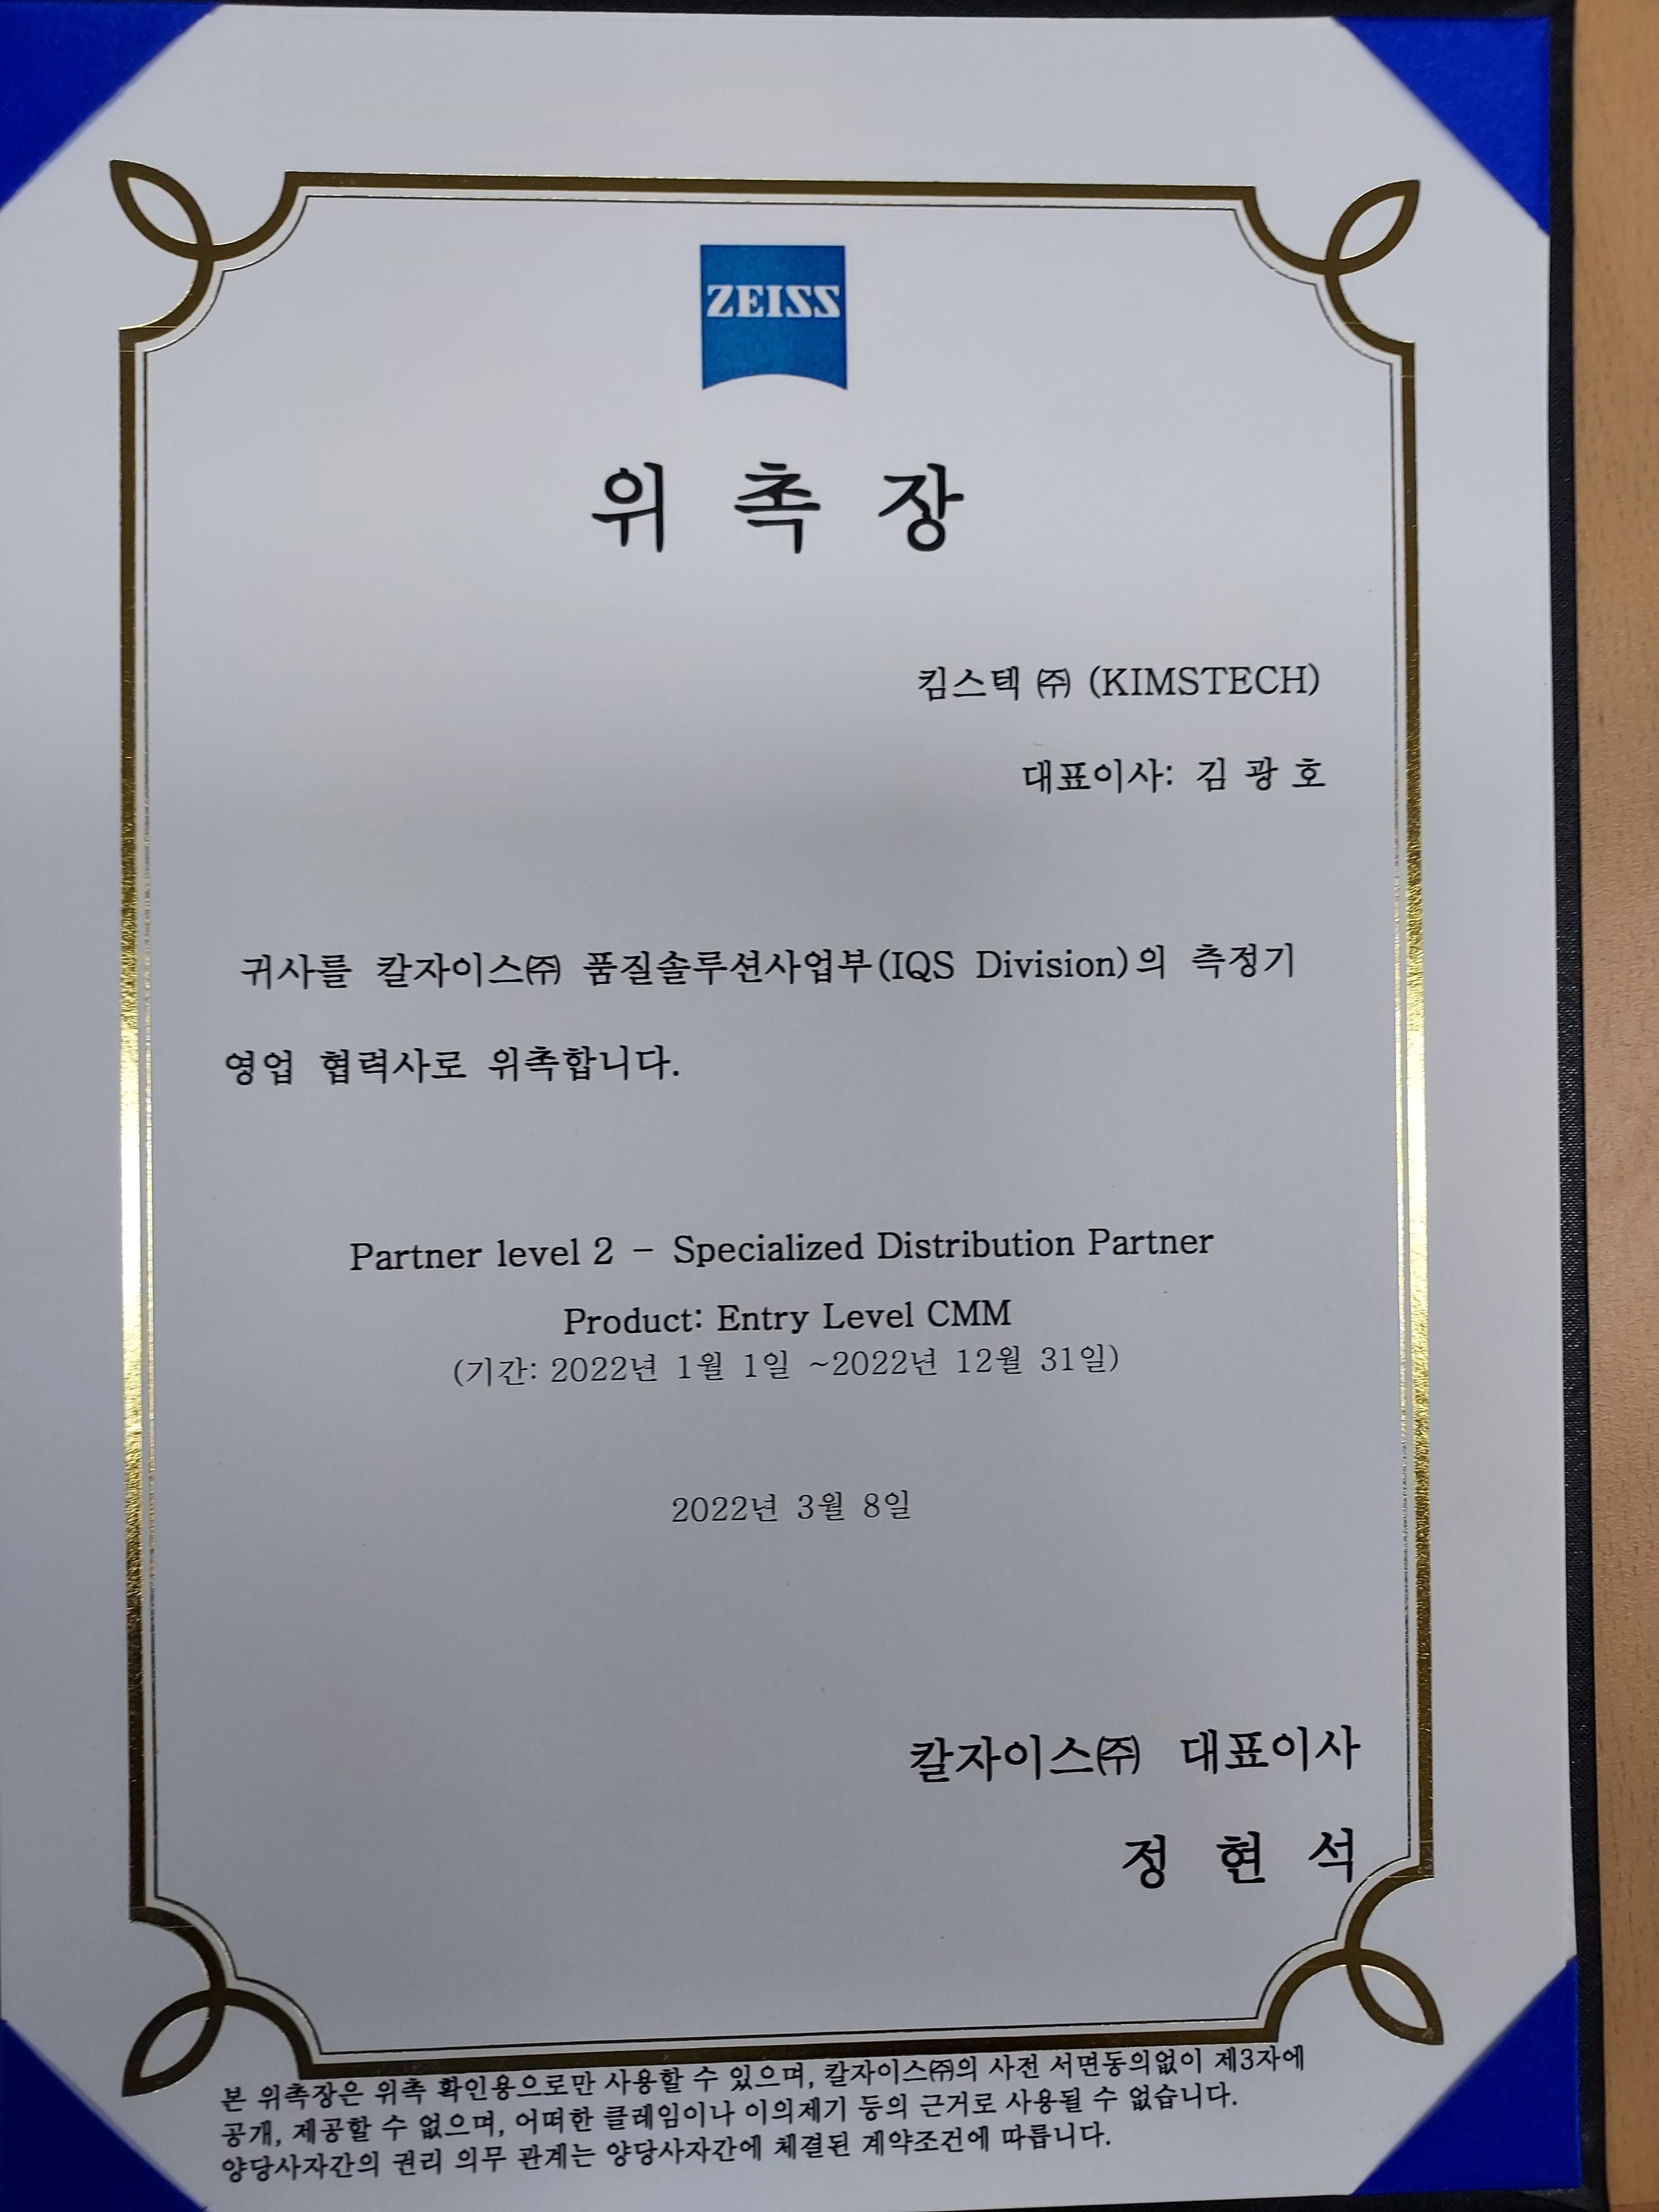 ZEISS
위 촉 장
킴스텍 ㈜ (KIMSTECH)
대표이사: 김 광 호
귀사를 칼자이스㈜ 품질솔루션사업부(IQS Division)의 측정기
영업 협력사로 위촉합니다.
Partner level 2 - Specialized Distribution Partner
Product: Entry Level CMM
(기간: 2022년 1월 1일 ~2022년 12월 31일)
2022년 3월 8일
칼자이스㈜ 대표이사
정 현 석
본 위촉장은 위촉 확인용으로만 사용할 수 있으며, 칼자이스㈜의 사전 서면동의없이 제3자에
공개, 제공할 수 없으며, 어떠한 클레임이나 이의제기 등의 근거로 사용될 수 없습니다.
양당사자간의 권리 의무 관계는 양당사자간에 체결된 계약조건에 따릅니다.